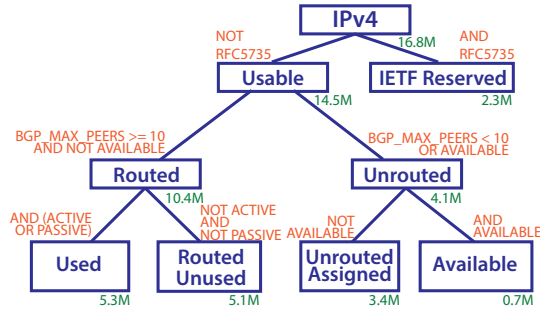 IPv4
NOT
RFC5735
16.8M
AND
RFC5735
Usable
IETF Reserved
14.5M
2.3M
BGP_MAX_PEERS >= 10
AND NOT AVAILABLE
BGP_MAX_PEERS < 10
OR AVAILABLE
Routed
Unrouted
10.4M
4.1M
AND (ACTIVE
OR PASSIVE)
NOT ACTIVE
AND
NOT PASSIVE
NOT
AVAILABLE
AND
AVAILABLE
Used
Routed
Unused
Unrouted
Assigned
Available
5.3M
5.1M
3.4M
0.7M